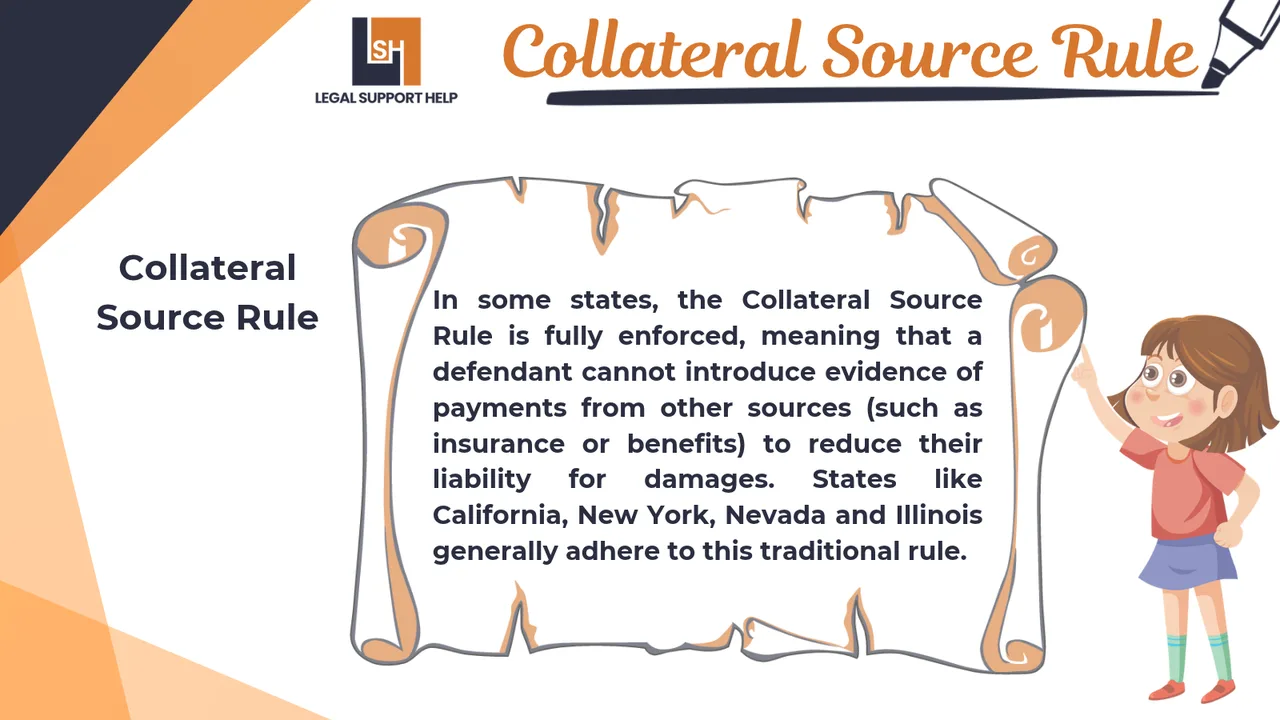 SH
LEGAL SUPPORT HELP
Collateral Source Rule
Collateral
Source Rule
In some states, the Collateral Source
Rule is fully enforced, meaning that a
defendant cannot introduce evidence of
payments from other sources (such as
insurance or benefits) to reduce their
liability for damages. States like
California, New York, Nevada and Illinois
generally adhere to this traditional rule.